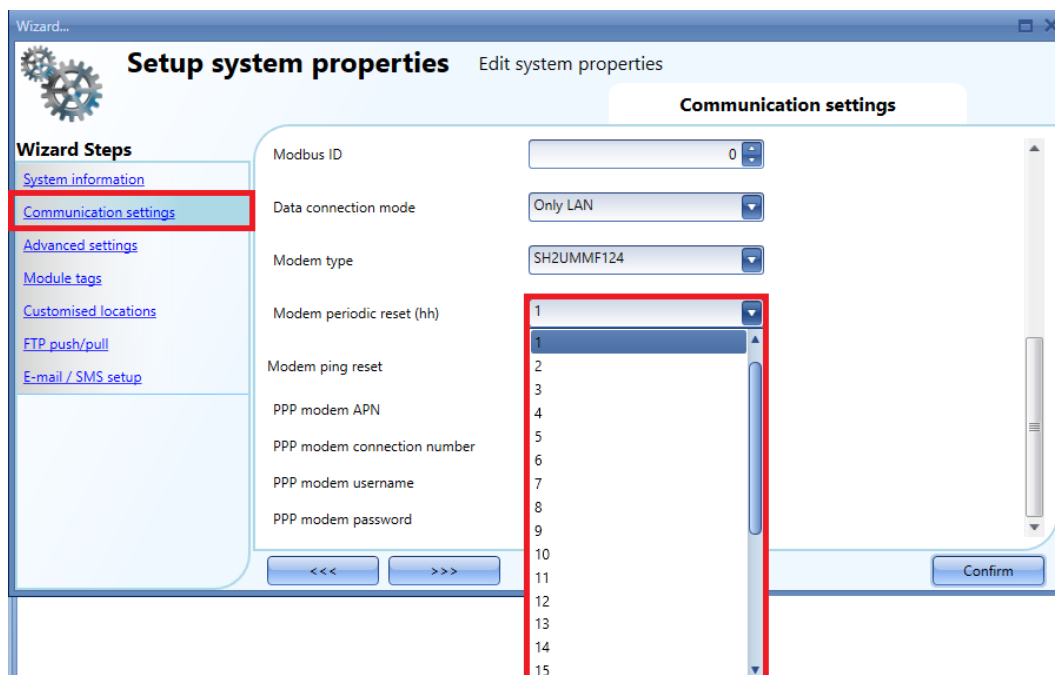 Wizard...
Setup system properties Edit system properties
Communication settings
Wizard Steps
System information
Communication settings
Advanced settings
Module tags
Customised locations
FTP push/pull
E-mail / SMS setup
Modbus ID 0
Data connection mode Only LAN
Modem type SH2UMMF124
Modem periodic reset (hh) 1
Modem ping reset
PPP modem APN
PPP modem connection number
PPP modem username
PPP modem password
1
2
3
4
5
6
7
8
9
10
11
12
13
14
15
<<< >>> Confirm